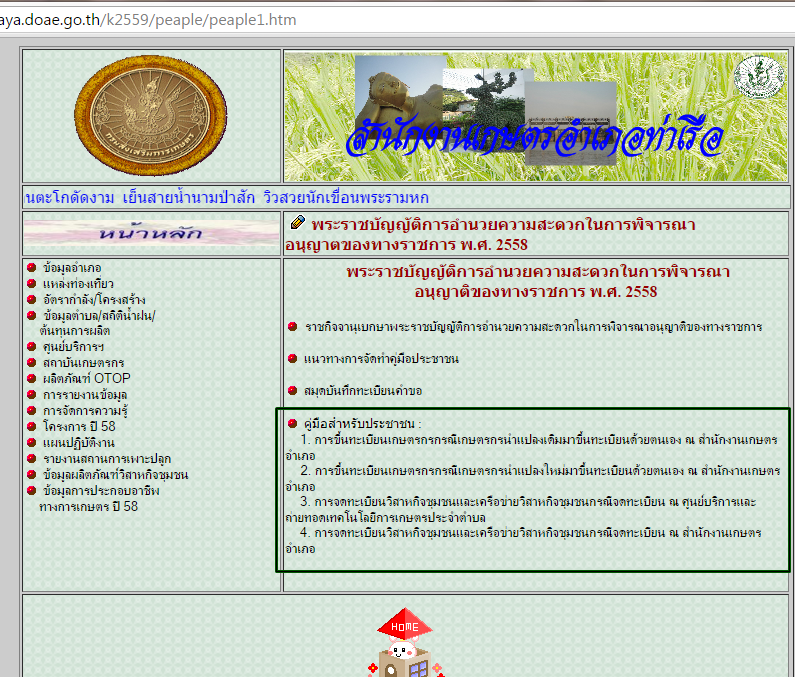 aya.doae.go.th/k2559/peaple/peaple1.htm
กรมส่งเสริมการเกษตร
สำนักงานเกษตรอำเภอท่าเรือ
นตะโกดัดงาม เย็นสายน้ำนามป่าสัก วิวสวยนักเขื่อนพระรามหก
หน้าหลัก
พระราชบัญญัติการอำนวยความสะดวกในการพิจารณา
อนุญาตของทางราชการ พ.ศ. 2558
ข้อมูลอำเภอ
แหล่งท่องเที่ยว
อัตรากำลัง/โครงสร้าง
ข้อมูลตำบล/สถิติน้ำฝน/
ต้นทุนการผลิต
ศูนย์บริการฯ
สถาบันเกษตรกร
ผลิตภัณฑ์ OTOP
การรายงานข้อมูล
การจัดการความรู้
โครงการ ปี 58
แผนปฏิบัติงาน
รายงานสถานการเพาะปลูก
ข้อมูลผลิตภัณฑ์วิสาหกิจชุมชน
ข้อมูลการประกอบอาชีพ
ทางการเกษตร ปี 58
พระราชบัญญัติการอำนวยความสะดวกในการพิจารณา
อนุญาติของทางราชการ พ.ศ. 2558
ราชกิจจานุเบกษาพระราชบัญญัติการอำนวยความสะดวกในการพิจารณาอนุญาติของทางราชการ
แนวทางการจัดทำคู่มือประชาชน
สมุดบันทึกทะเบียนคำขอ
คู่มือสำหรับประชาชน :
1. การขึ้นทะเบียนเกษตรกรกรณีเกษตรกรนำแปลงเดิมมาขึ้นทะเบียนด้วยตนเอง ณ สำนักงานเกษตร
อำเภอ
2. การขึ้นทะเบียนเกษตรกรกรณีเกษตรกรนำแปลงใหม่มาขึ้นทะเบียนด้วยตนเอง ณ สำนักงานเกษตร
อำเภอ
3. การจดทะเบียนวิสาหกิจชุมชนและเครือข่ายวิสาหกิจชุมชนกรณีจดทะเบียน ณ ศูนย์บริการและ
ถ่ายทอดเทคโนโลยีการเกษตรประจำตำบล
4. การจดทะเบียนวิสาหกิจชุมชนและเครือข่ายวิสาหกิจชุมชนกรณีจดทะเบียน ณ สำนักงานเกษตร
อำเภอ
HOME